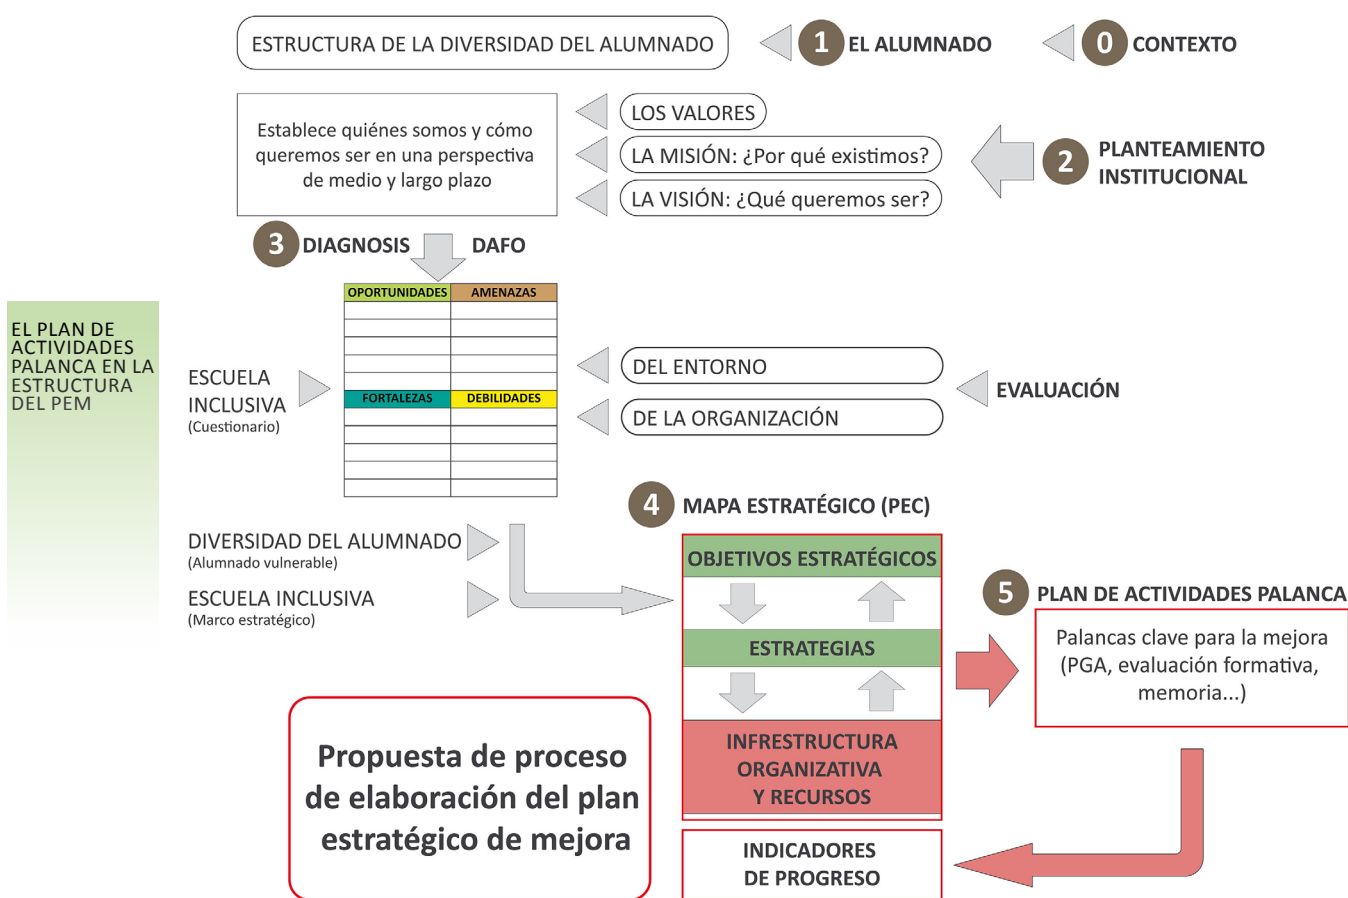 ESTRUCTURA DE LA DIVERSIDAD DEL ALUMNADO
1 EL ALUMNADO
0 CONTEXTO
Establece quiénes somos y cómo
queremos ser en una perspectiva
de medio y largo plazo
LOS VALORES
LA MISIÓN: ¿Por qué existimos?
LA VISIÓN: ¿Qué queremos ser?
2 PLANTEAMIENTO
INSTITUCIONAL
3 DIAGNOSIS
DAFO
OPORTUNIDADES
AMENAZAS
FORTALEZAS
DEBILIDADES
EL PLAN DE
ACTIVIDADES
PALANCA EN LA
ESTRUCTURA
DEL PEM
ESCUELA
INCLUSIVA
(Cuestionario)
DEL ENTORNO
DE LA ORGANIZACIÓN
EVALUACIÓN
DIVERSIDAD DEL ALUMNADO
(Alumnado vulnerable)
ESCUELA INCLUSIVA
(Marco estratégico)
4 MAPA ESTRATÉGICO (PEC)
OBJETIVOS ESTRATÉGICOS
ESTRATEGIAS
INFRESTRUCTURA
ORGANIZATIVA
Y RECURSOS
5 PLAN DE ACTIVIDADES PALANCA
Palancas clave para la mejora
(PGA, evaluación formativa,
memoria...)
Propuesta de proceso
de elaboración del plan
estratégico de mejora
INDICADORES
DE PROGRESO